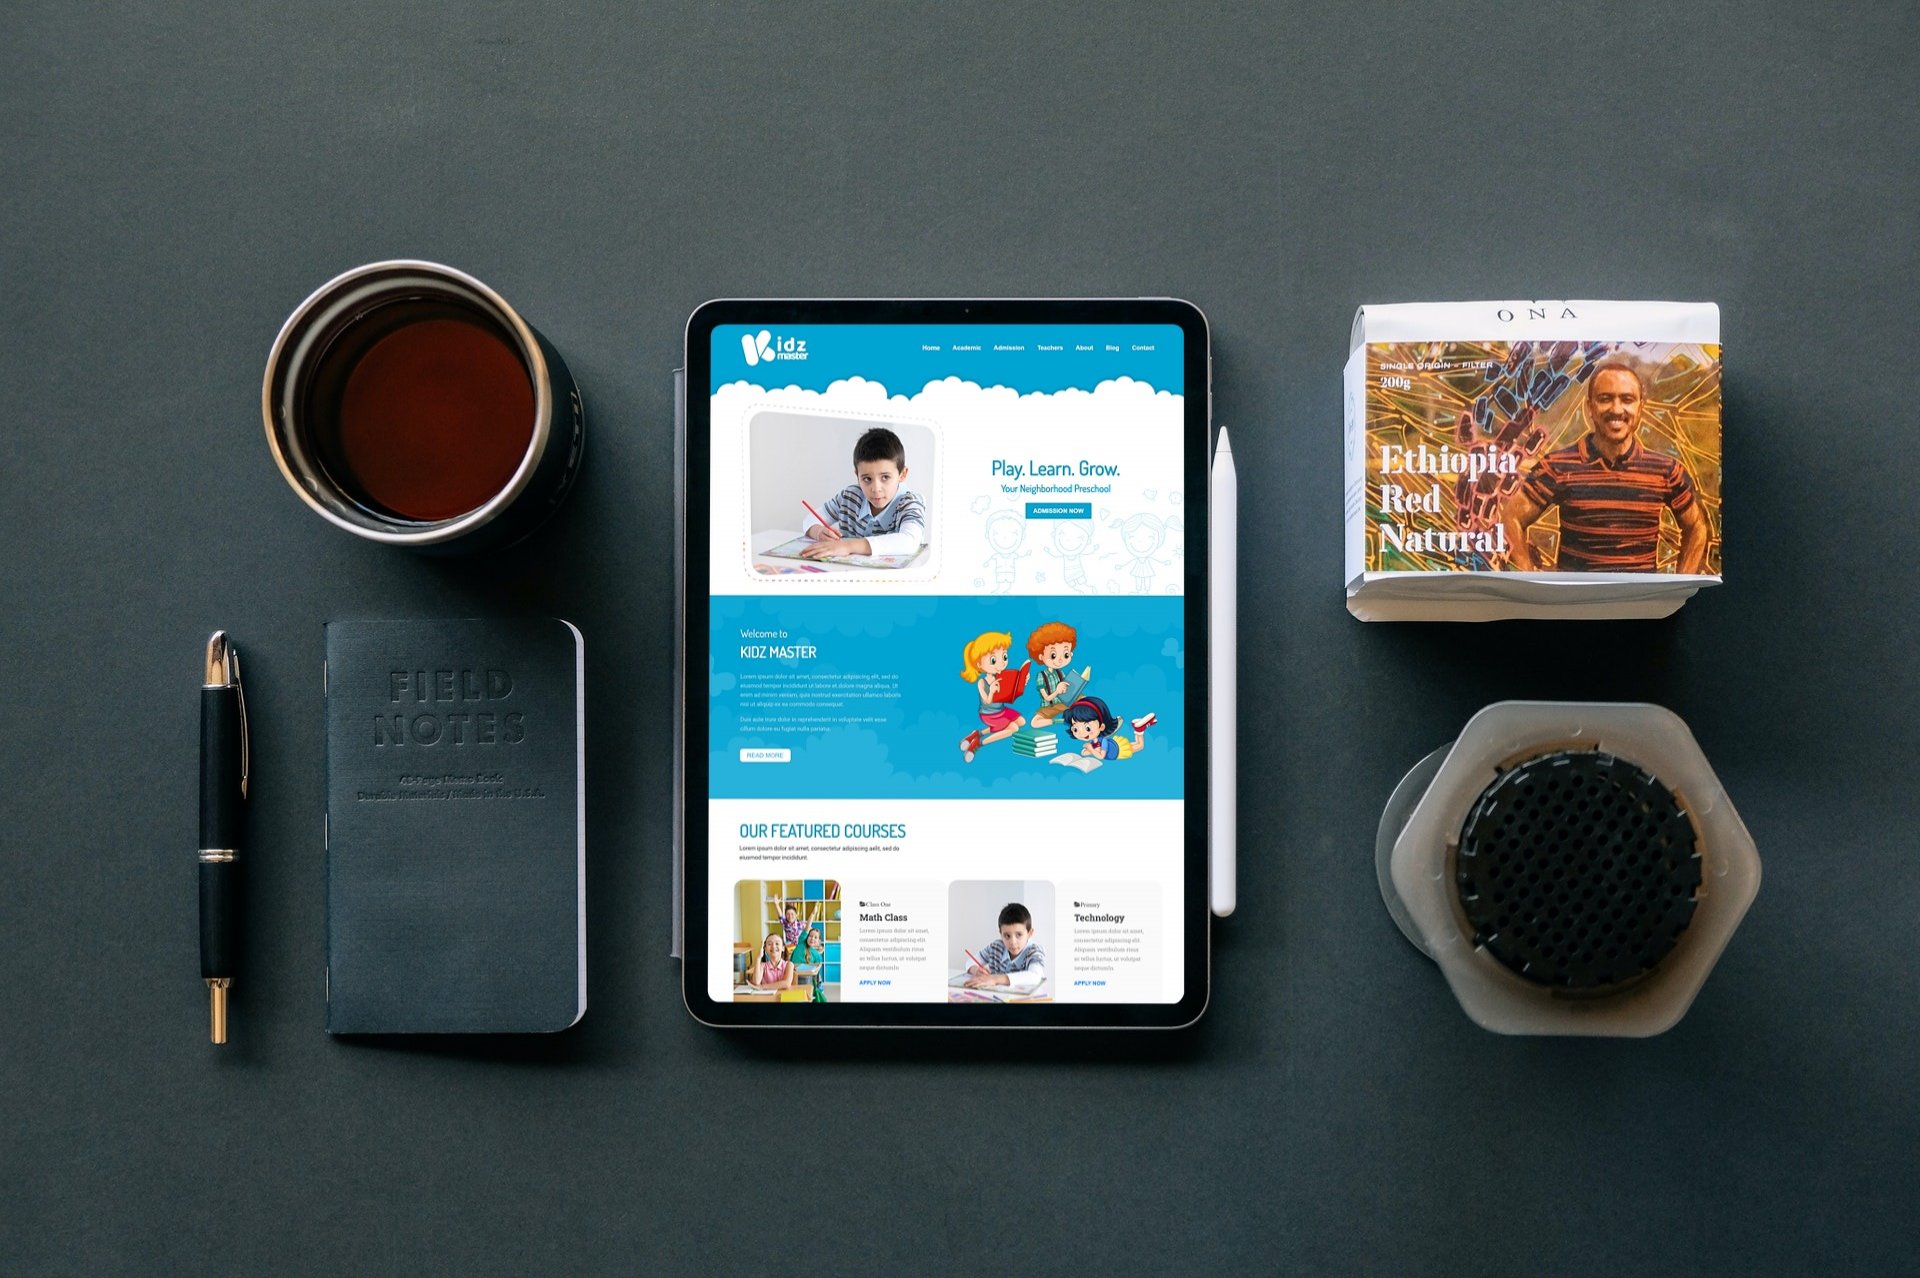 FIELD
NOTES
48-Page Memo Book
Durable Materials / Made in the U.S.A.
Kidz
master
Home Academic Admission Teachers About Blog Contact
Play. Learn. Grow.
Your Neighborhood Preschool
ADMISSION NOW
Welcome to
KIDZ MASTER
Lorem ipsum dolor sit amet, consectetur adipiscing elit, sed do
eiusmod tempor incididunt ut labore et dolore magna aliqua. Ut
enim ad minim veniam, quis nostrud exercitation ullamco laboris
nisi ut aliquip ex ea commodo consequat.
Duis aute irure dolor in reprehenderit in voluptate velit esse
cillum dolore eu fugiat nulla pariatur.
READ MORE
OUR FEATURED COURSES
Lorem ipsum dolor sit amet, consectetur adipiscing aelit, sed do
eiusmod tempor incididunt
Class One
Math Class
Lorem ipsum dolor sit amet,
consectetur adipiscing elit.
Aliquam vestibulum risus
ac tellus luctus, ut volutpat
neque dictumIn
APPLY NOW
Primary
Technology
Lorem ipsum dolor sit amet,
consectetur adipiscing elit.
Aliquam vestibulum risus
ac tellus luctus, ut volutpat
neque dictumIn
APPLY NOW
ONA
SINGLE ORIGIN – FILTER
200g
Ethiopia
Red
Natural